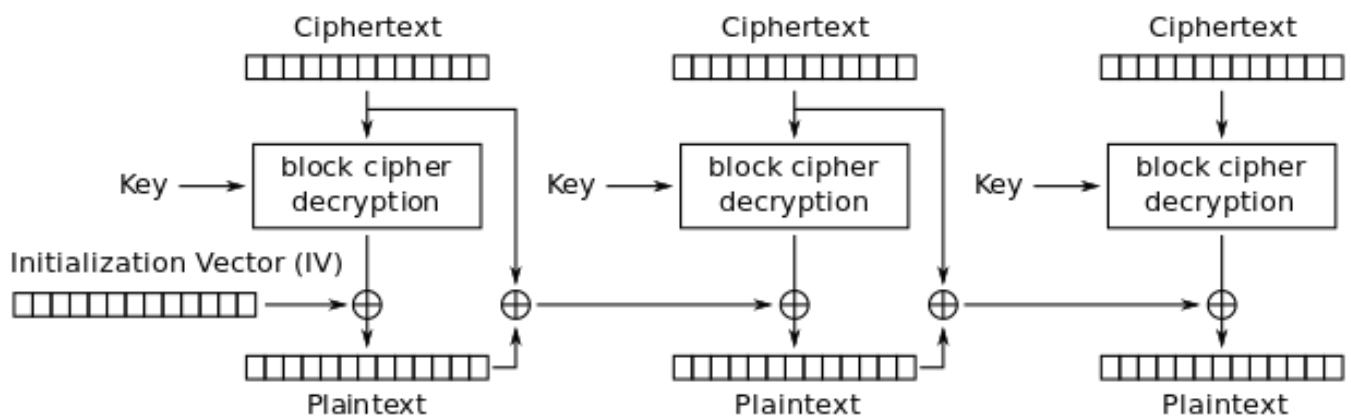 Ciphertext
Ciphertext
Ciphertext
Key
block cipher
decryption
Key
block cipher
decryption
Key
block cipher
decryption
Initialization Vector (IV)
Plaintext
Plaintext
Plaintext